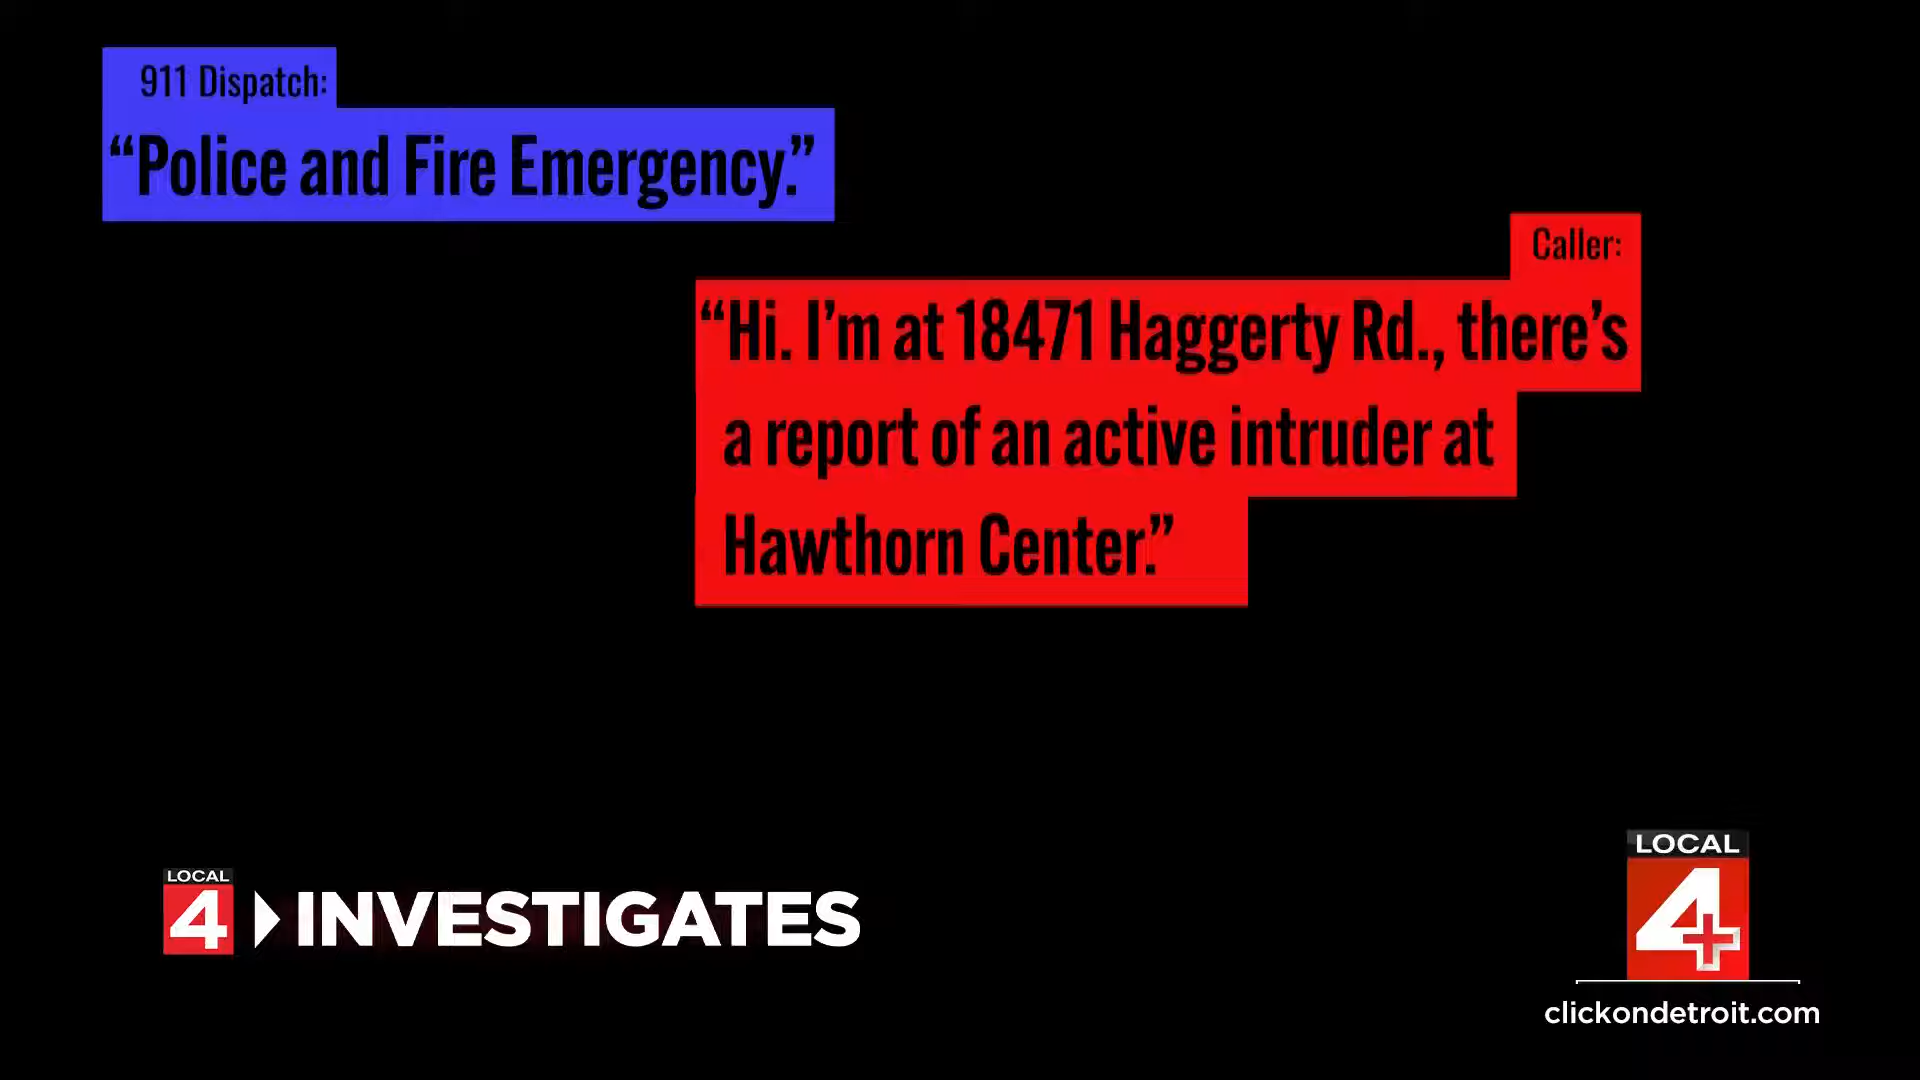 911 Dispatch:
“Police and Fire Emergency.”
Caller:
“Hi. I’m at 18471 Haggerty Rd., there’s
a report of an active intruder at
Hawthorn Center.”
LOCAL
4 INVESTIGATES
LOCAL
4+
clickondetroit.com